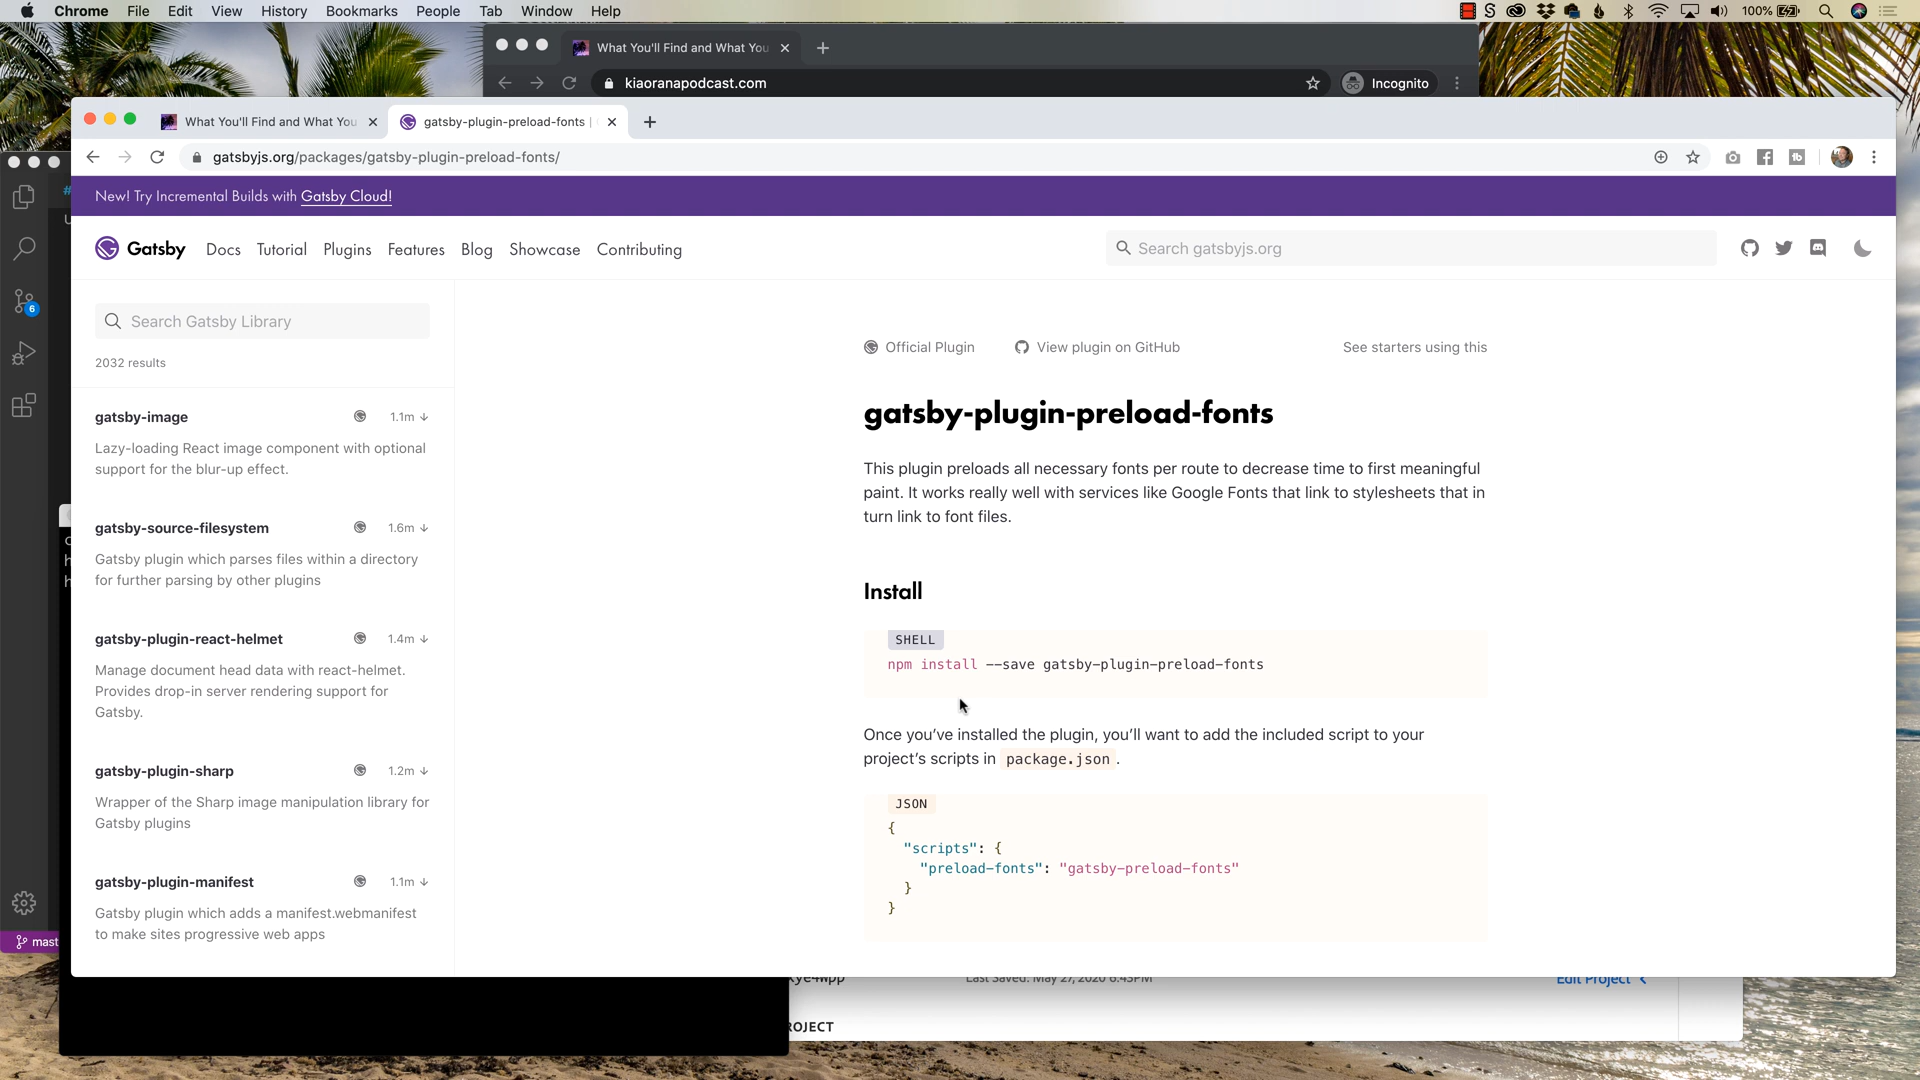 Chrome File Edit View History Bookmarks People Tab Window Help
100%
What You'll Find and What You
kiaoranapodcast.com
Incognito
What You'll Find and What You
gatsby-plugin-preload-fonts |
gatsbyjs.org/packages/gatsby-plugin-preload-fonts/
New! Try Incremental Builds with Gatsby Cloud!
Gatsby Docs Tutorial Plugins Features Blog Showcase Contributing
Search gatsbyjs.org
6
Search Gatsby Library
2032 results
gatsby-image 1.1m ↓
Lazy-loading React image component with optional
support for the blur-up effect.
gatsby-source-filesystem 1.6m ↓
Gatsby plugin which parses files within a directory
for further parsing by other plugins
gatsby-plugin-react-helmet 1.4m ↓
Manage document head data with react-helmet.
Provides drop-in server rendering support for
Gatsby.
gatsby-plugin-sharp 1.2m ↓
Wrapper of the Sharp image manipulation library for
Gatsby plugins
gatsby-plugin-manifest 1.1m ↓
Gatsby plugin which adds a manifest.webmanifest
to make sites progressive web apps
Official Plugin View plugin on GitHub See starters using this
gatsby-plugin-preload-fonts
This plugin preloads all necessary fonts per route to decrease time to first meaningful
paint. It works really well with services like Google Fonts that link to stylesheets that in
turn link to font files.
Install
SHELL
npm install --save gatsby-plugin-preload-fonts
Once you've installed the plugin, you'll want to add the included script to your
project's scripts in package.json .
JSON
{
"scripts": {
"preload-fonts": "gatsby-preload-fonts"
}
}
mast
Last Saved: May 27, 2020 6:43PM
Edit Project
ROJECT